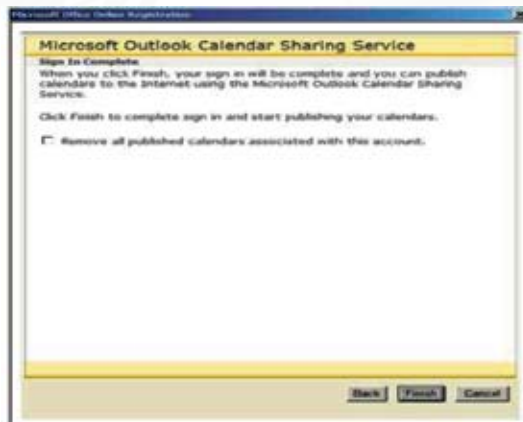 Microsoft Office Online Registration
Microsoft Outlook Calendar Sharing Service
Sign In Complete
When you click Finish, your sign in will be complete and you can publish
calendars to the Internet using the Microsoft Outlook Calendar Sharing
Service.
Click Finish to complete sign in and start publishing your calendars.
Remove all published calendars associated with this account.
Back Finish Cancel